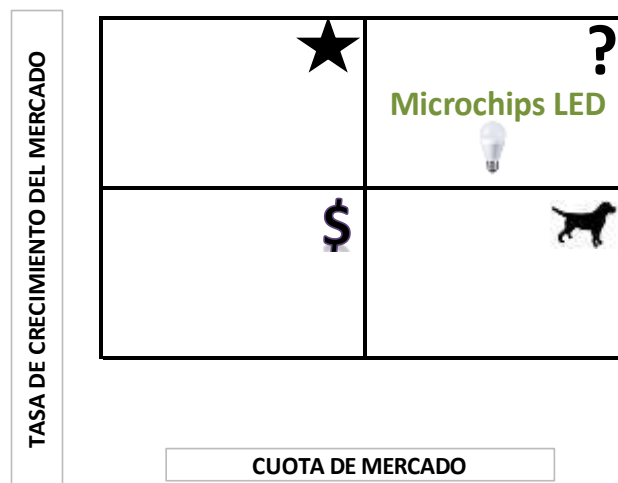 TASA DE CRECIMIENTO DEL MERCADO
?
Microchips LED
$
CUOTA DE MERCADO